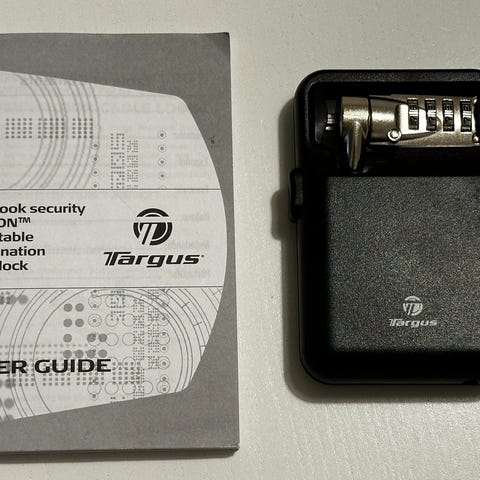 ook security
ON™
table
nation
lock
Targus
ER GUIDE
Targus